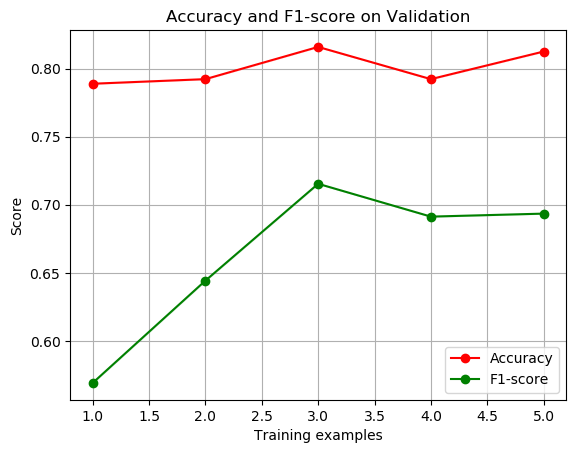 Accuracy and F1-score on Validation
0.80
0.75
0.70
0.65
0.60
Score
1.0 1.5 2.0 2.5 3.0 3.5 4.0 4.5 5.0
Training examples
Accuracy
F1-score